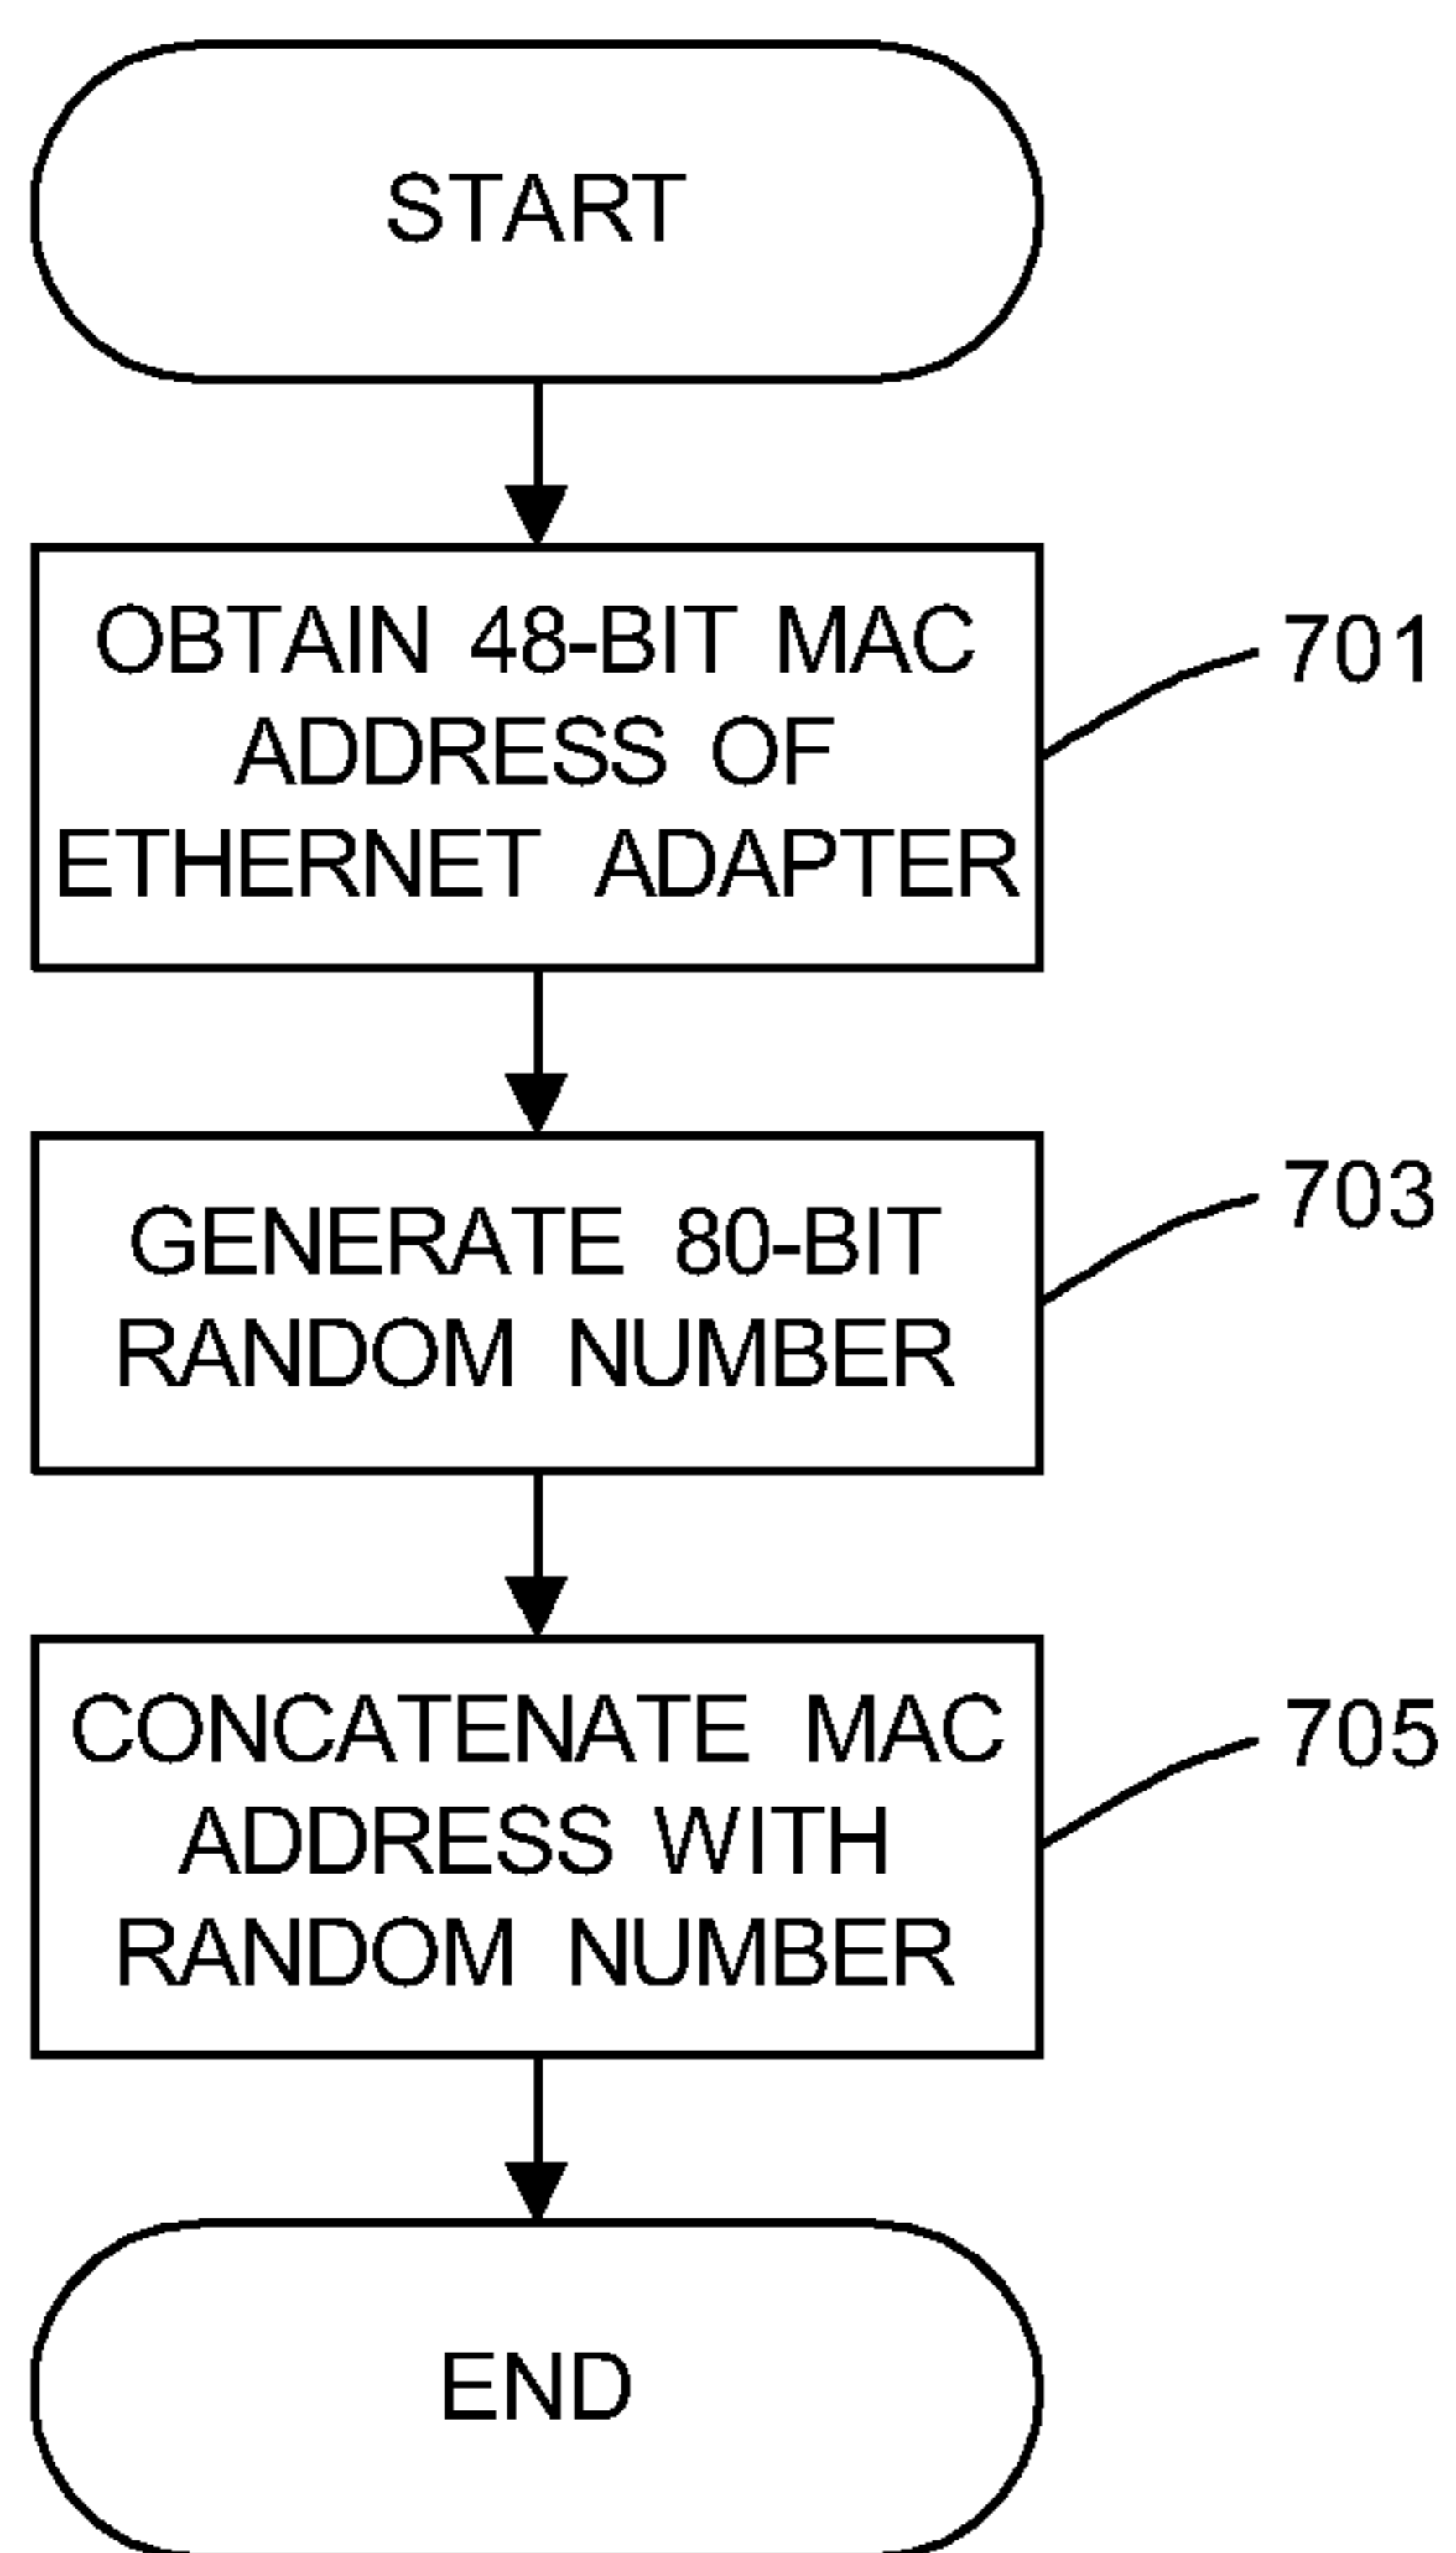 START
OBTAIN 48-BIT MAC
ADDRESS OF
ETHERNET ADAPTER
701
GENERATE 80-BIT
RANDOM NUMBER
703
CONCATENATE MAC
ADDRESS WITH
RANDOM NUMBER
705
END